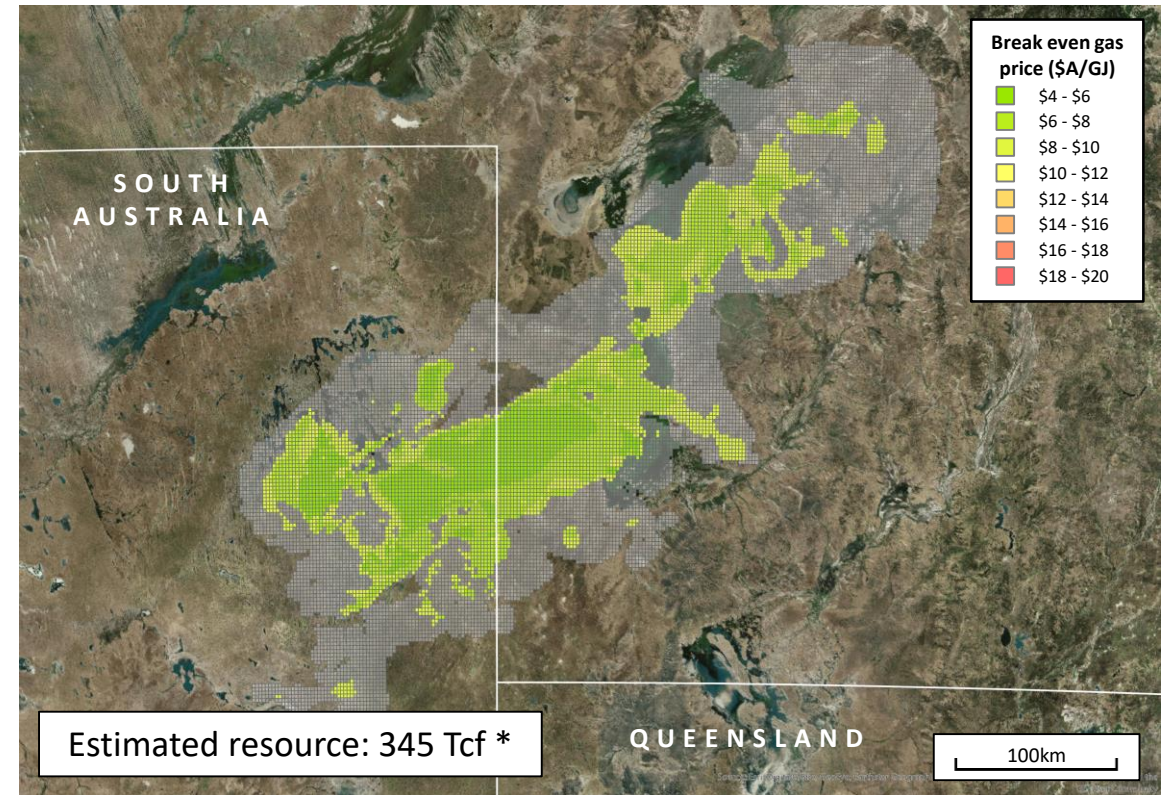 Break even gas
price ($A/GJ)
$4 - $6
$6 - $8
$8 - $10
$10 - $12
$12 - $14
$14 - $16
$16 - $18
$18 - $20
SOUTH
AUSTRALIA
Estimated resource: 345 Tcf *
QUEENSLAND
100km